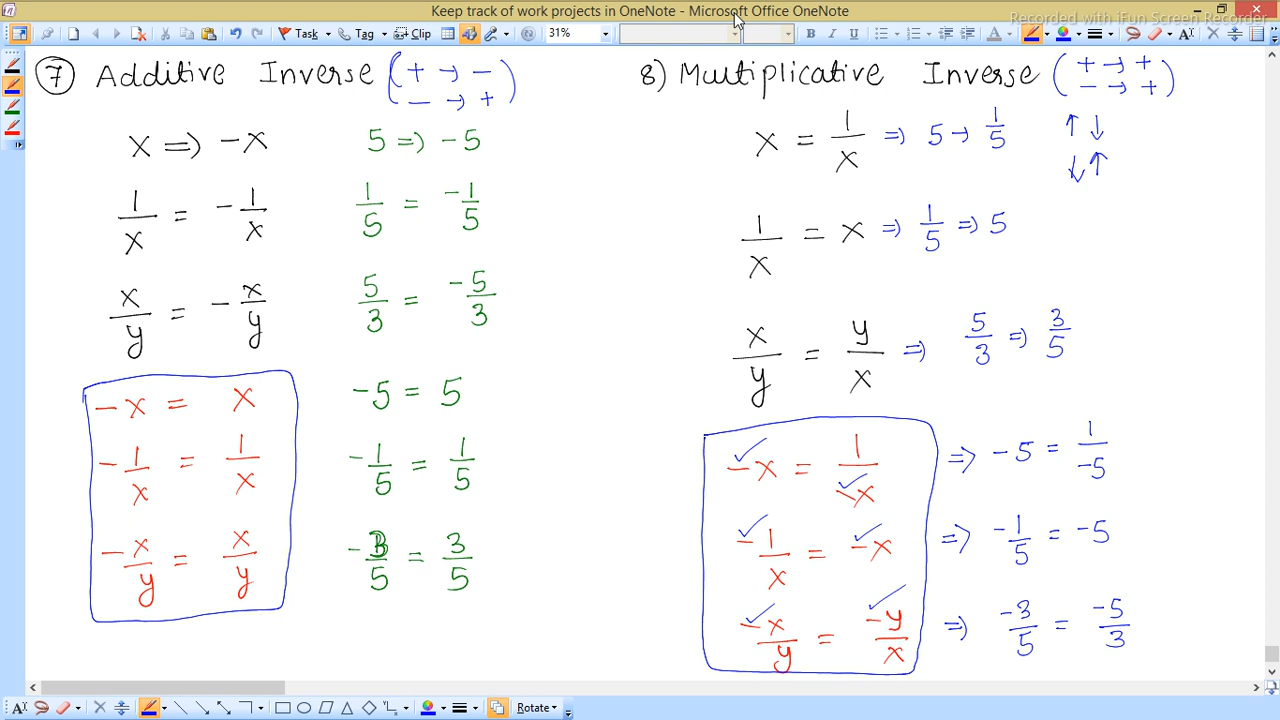 Keep track of work projects in OneNote - Microsoft Office OneNote
Recorded with iFun Screen Recorder
Task Tag Clip 31% B I U
7 Additive Inverse (+ → -
- → +)
x ⇒ -x 5 ⇒ -5
1/x = -1/x 1/5 = -1/5
x/y = -x/y 5/3 = -5/3
-x = x -5 = 5
-1/x = 1/x -1/5 = 1/5
-x/y = x/y -3/5 = 3/5
8) Multiplicative Inverse (+ → +
- → +)
x = 1/x ⇒ 5 → 1/5 ↑↓
↓↑
1/x = x ⇒ 1/5 ⇒ 5
x/y = y/x ⇒ 5/3 ⇒ 3/5
-x = 1/-x ⇒ -5 = 1/-5
-1/x = -x ⇒ -1/5 = -5
-x/y = -y/x ⇒ -3/5 = -5/3
A Rotate